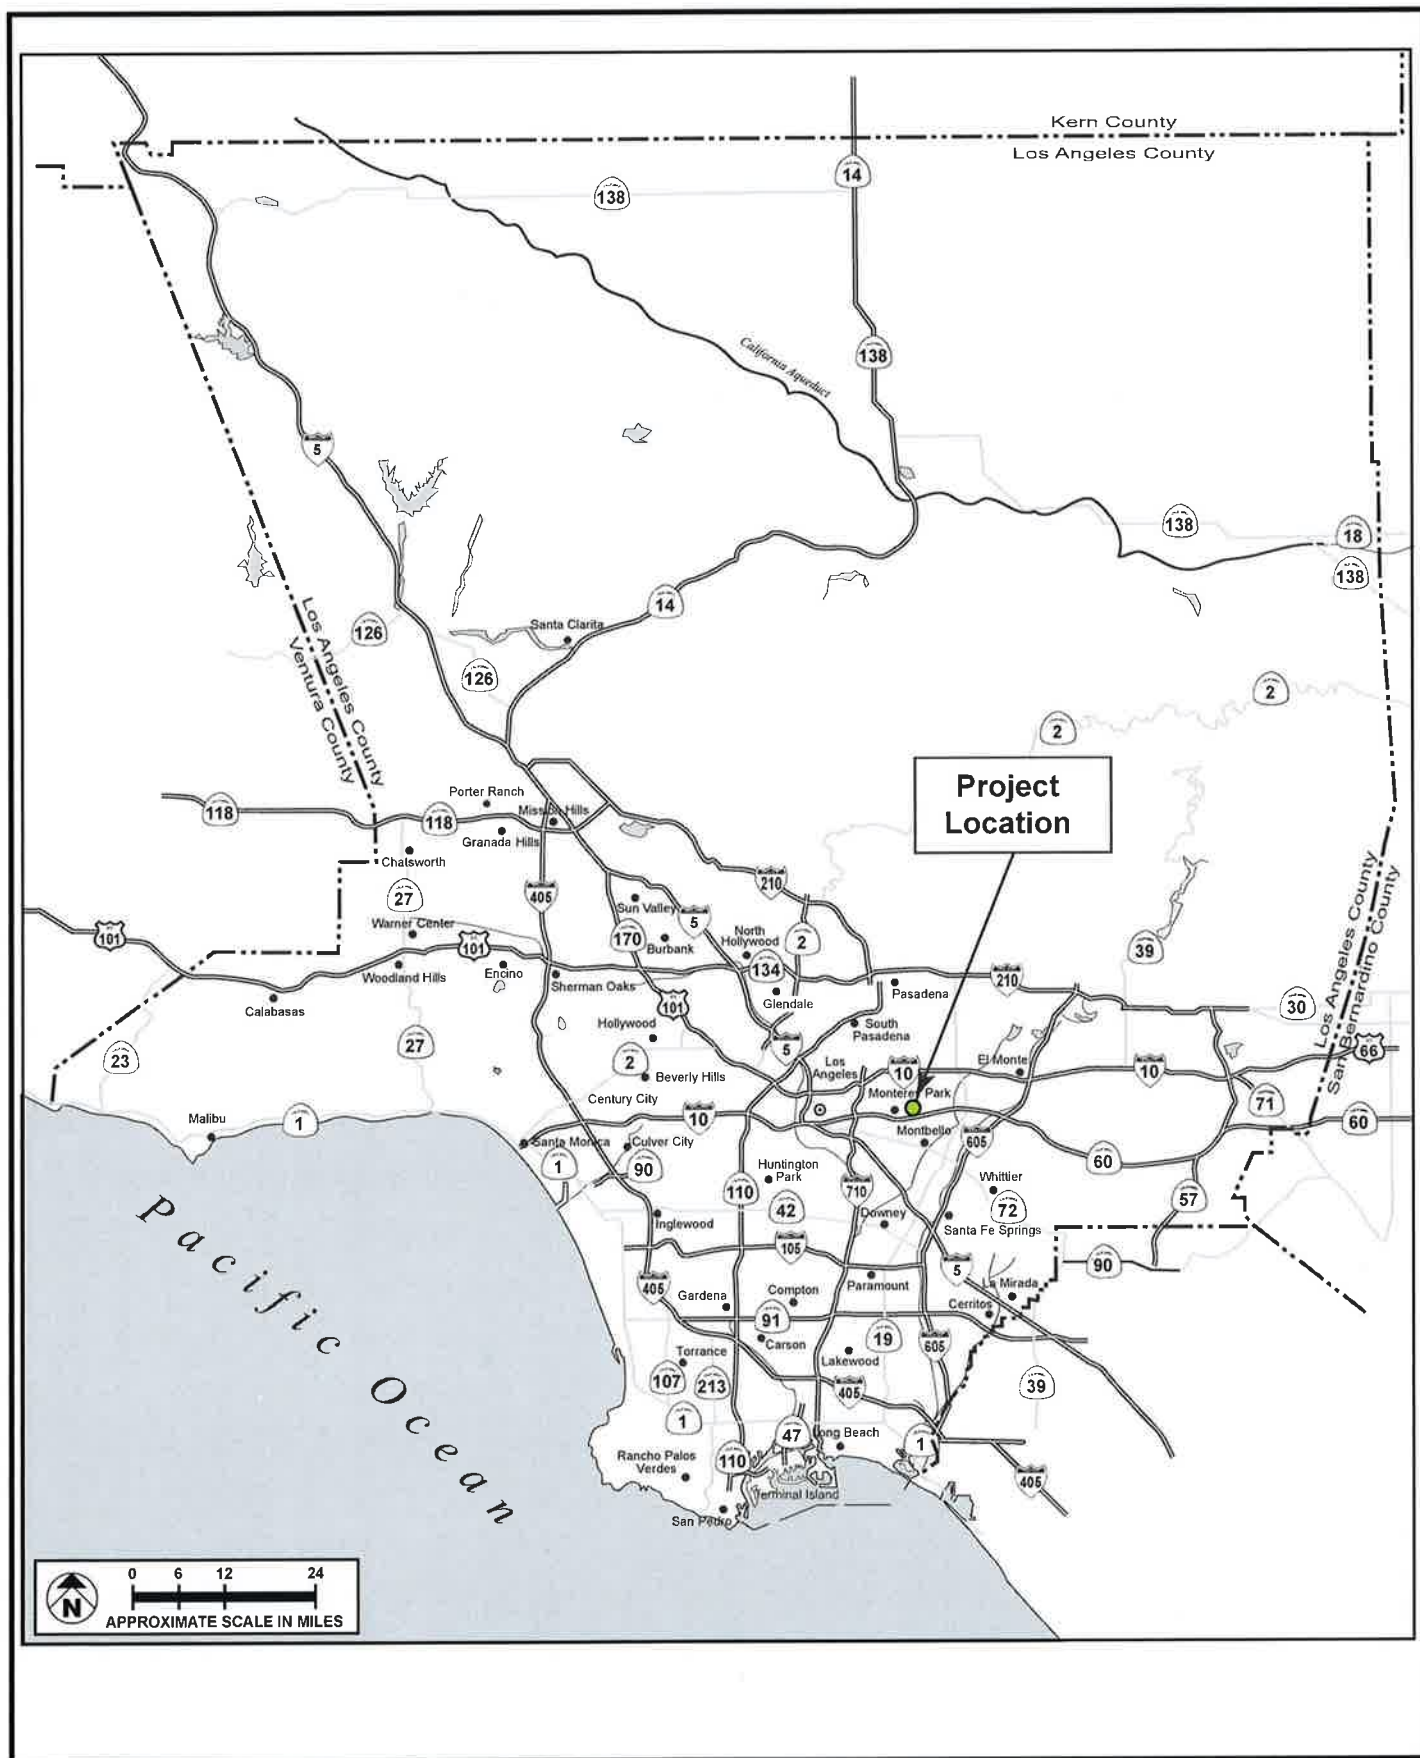 Kern County
Los Angeles County
14
138
138
California Aqueduct
5
138
18
138
14
Santa Clarita
126
126
Los Angeles County
Ventura County
2
2
Project
Location
Porter Ranch
Mission Hills
118
118
Granada Hills
Chatsworth
210
27
405
Sun Valley
5
Warner Center
101
101
170
Burbank
North
Hollywood
2
39
Los Angeles County
San Bernardino County
134
Woodland Hills
Encino
Sherman Oaks
Calabasas
Glendale
Pasadena
210
30
101
Hollywood
South
Pasadena
23
27
2
5
Los
Angeles
10
El Monte
10
66
Beverly Hills
Century City
Monterey Park
71
Malibu
1
10
60
Montbello
605
Santa Monica
Culver City
1
90
Huntington
Park
60
110
710
Whittier
57
42
72
Inglewood
Downey
Santa Fe Springs
105
5
90
405
Paramount
La Mirada
Gardena
Compton
Cerritos
91
19
605
Carson
Torrance
Lakewood
107
213
405
39
1
47
Long Beach
1
Rancho Palos
Verdes
110
405
Terminal Island
San Pedro
Pacific Ocean
0 6 12 24
N
APPROXIMATE SCALE IN MILES